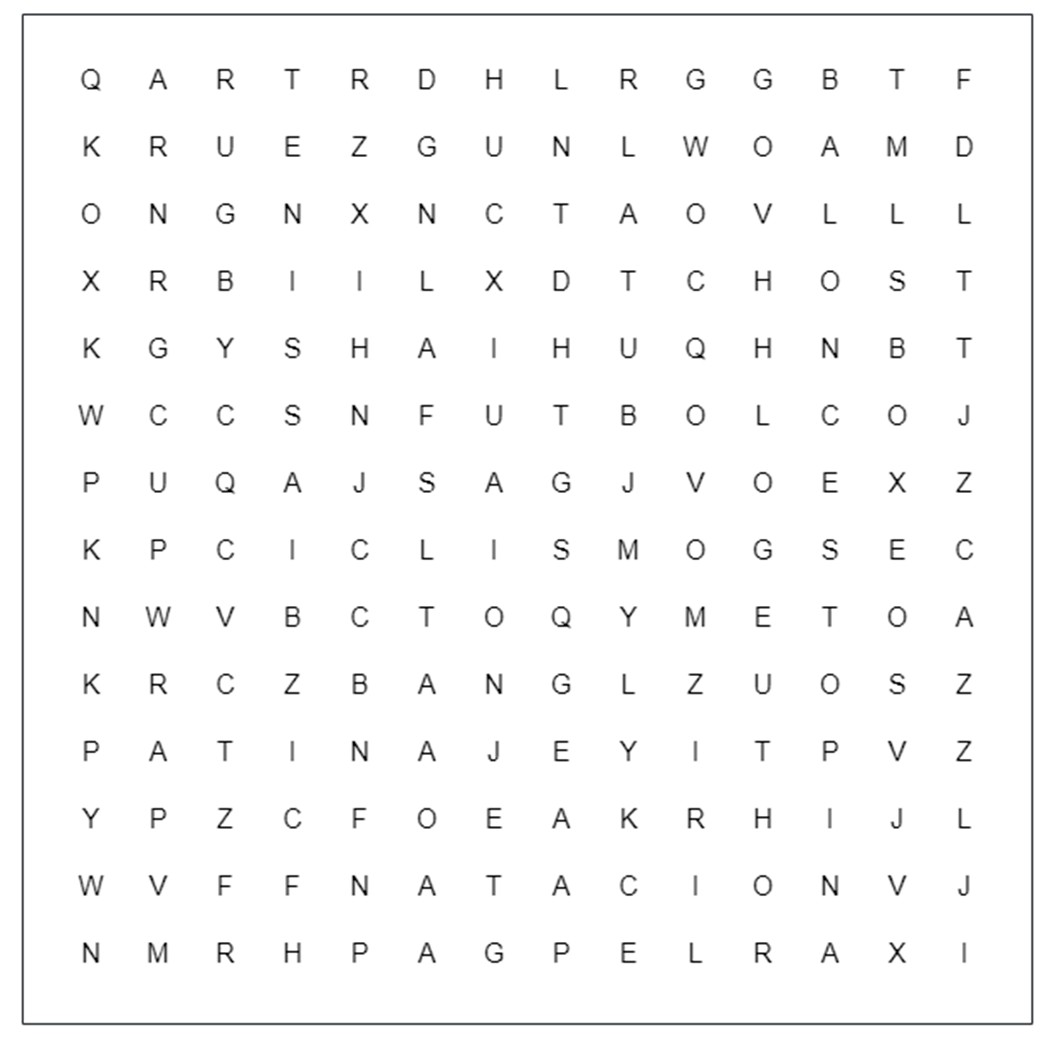 Q A R T R D H L R G G B T F
K R U E Z G U N L W O A M D
O N G N X N C T A O V L L L
X R B I I L X D T C H O S T
K G Y S H A I H U Q H N B T
W C C S N F U T B O L C O J
P U Q A J S A G J V O E X Z
K P C I C L I S M O G S E C
N W V B C T O Q Y M E T O A
K R C Z B A N G L Z U O S Z
P A T I N A J E Y I T P V Z
Y P Z C F O E A K R H I J L
W V F F N A T A C I O N V J
N M R H P A G P E L R A X I